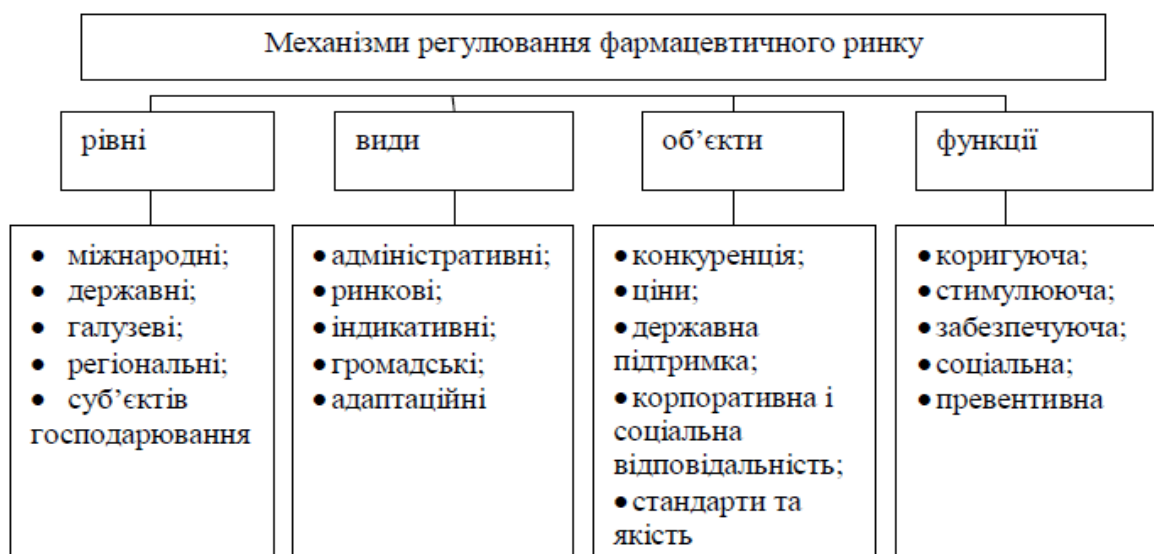 Механізми регулювання фармацевтичного ринку
рівні
види
об’єкти
функції
• міжнародні;
• державні;
• галузеві;
• регіональні;
• суб’єктів
господарювання
• адміністративні;
• ринкові;
• індикативні;
• громадські;
• адаптаційні
• конкуренція;
• ціни;
• державна
підтримка;
• корпоративна і
соціальна
відповідальність;
• стандарти та
якість
• коригуюча;
• стимулююча;
• забезпечуюча;
• соціальна;
• превентивна